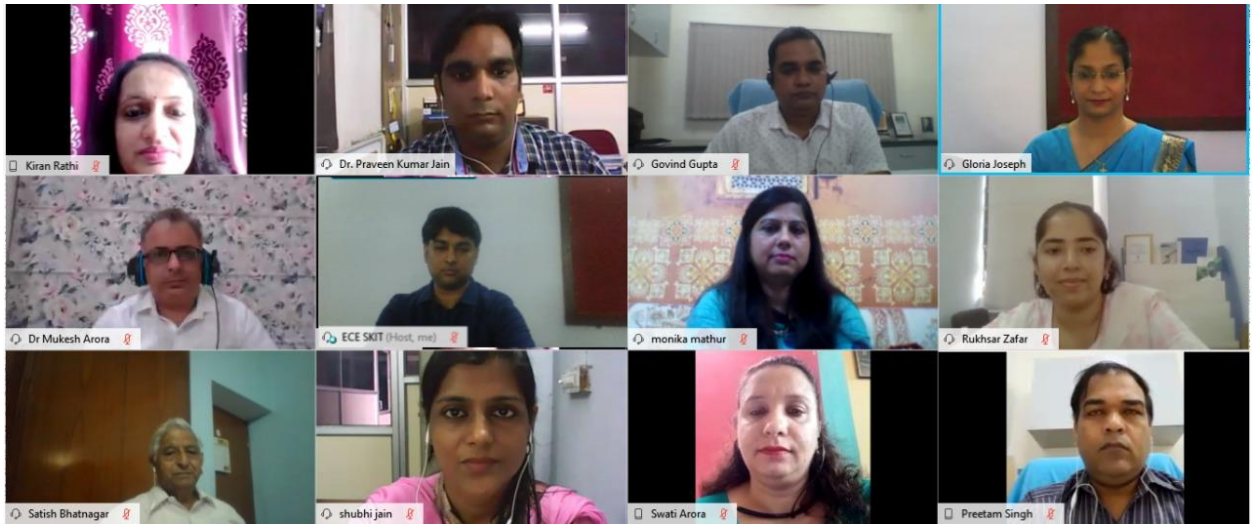 Kiran Rathi
Dr. Praveen Kumar Jain
Govind Gupta
Gloria Joseph
Dr Mukesh Arora
ECE SKIT (Host, me)
monika mathur
Rukhsar Zafar
Satish Bhatnagar
shubhi jain
Swati Arora
Preetam Singh